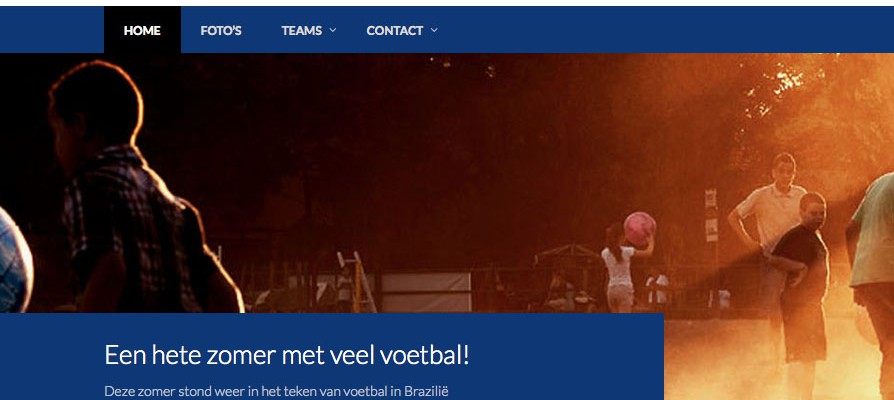 HOME FOTO'S TEAMS CONTACT
Een hete zomer met veel voetbal!
Deze zomer stond weer in het teken van voetbal in Brazilië